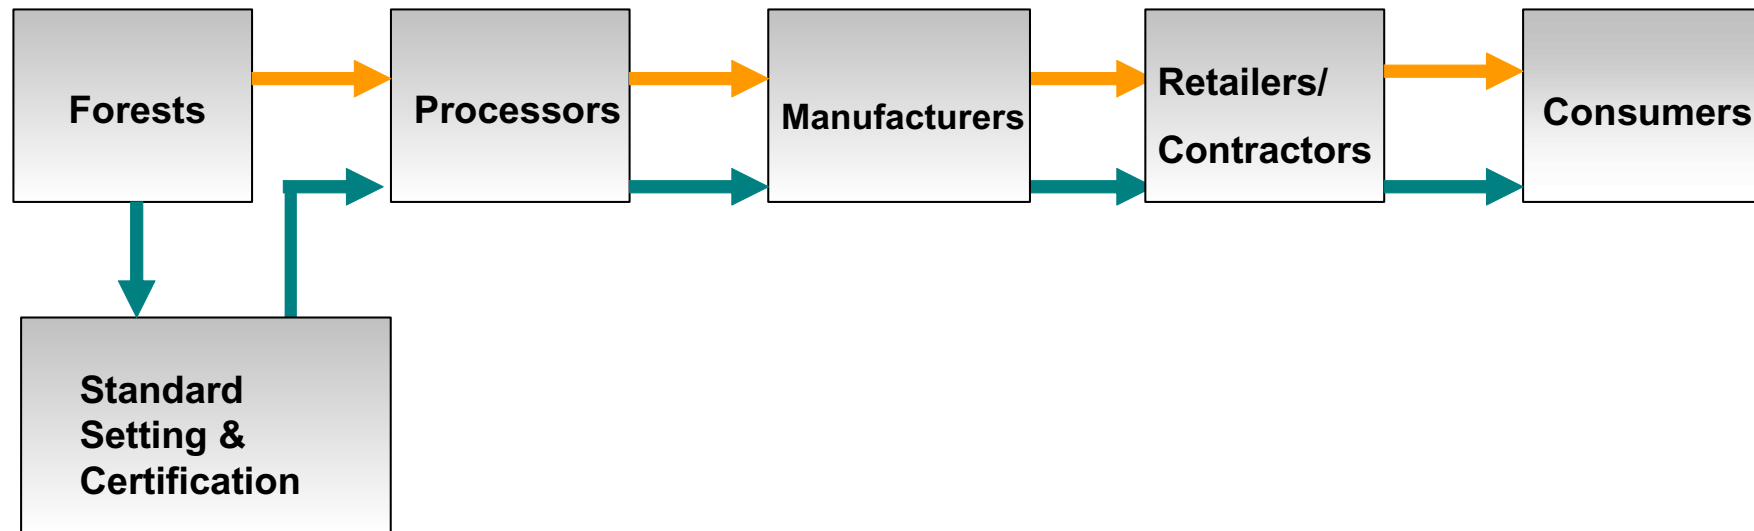 Forests
Processors
Manufacturers
Retailers/
Contractors
Consumers
Standard
Setting &
Certification